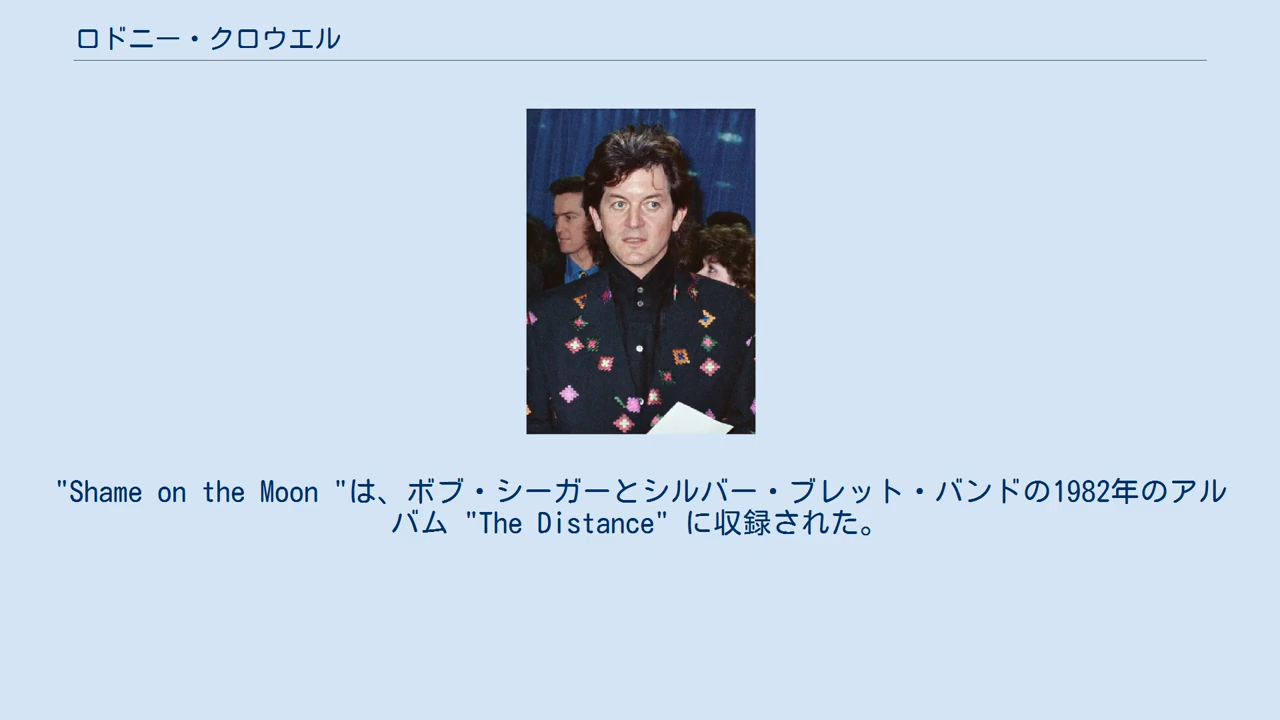 ロドニー・クロウエル
"Shame on the Moon "は、ボブ・シーガーとシルバー・ブレット・バンドの1982年のアル
バム "The Distance" に収録された。